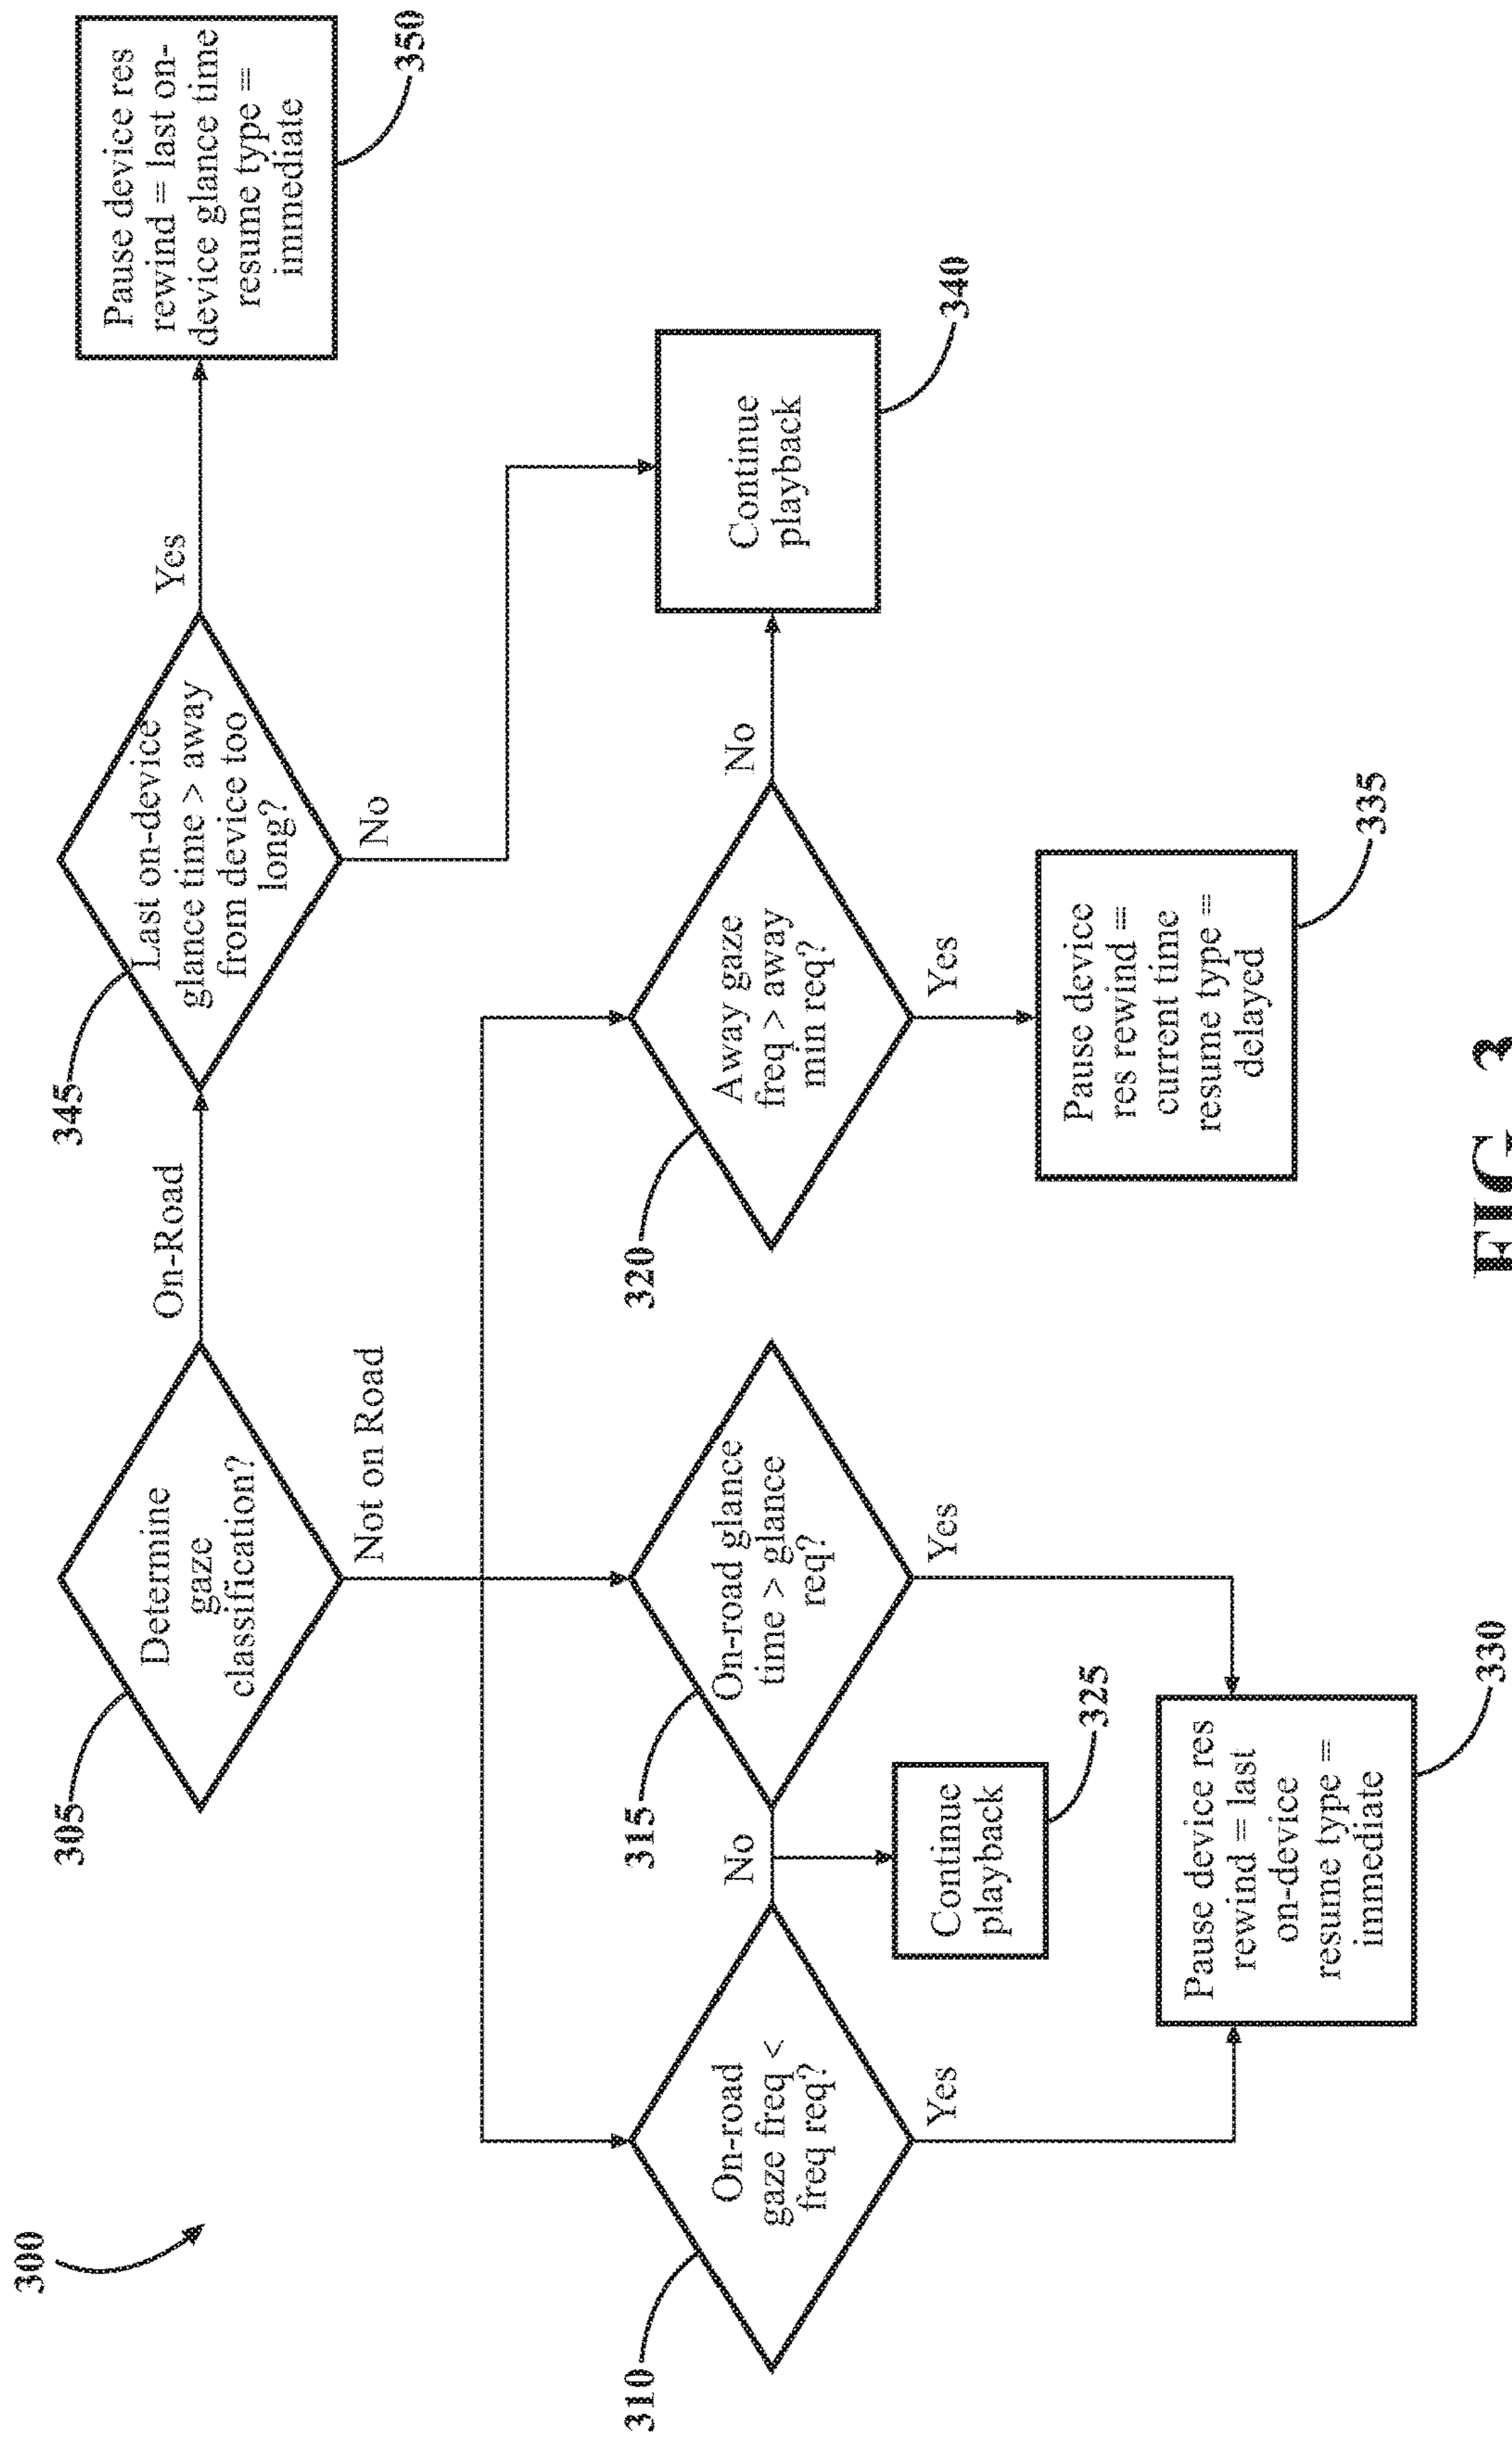 300
305
Determine
gaze
classification?
On-Road
Not on Road
345
Last on-device
glance time > away
from device too
long?
Yes
No
Pause device res
rewind = last on-
device glance time
resume type =
immediate
350
310
On-road
gaze freq <
freq req?
No
Yes
315
On-road glance
time > glance
req?
Yes
Continue
playback
325
Pause device res
rewind = last
on-device
resume type =
immediate
330
320
Away gaze
freq > away
min req?
No
Yes
Continue
playback
340
Pause device
res rewind =
current time
resume type =
delayed
335
FIG. 3